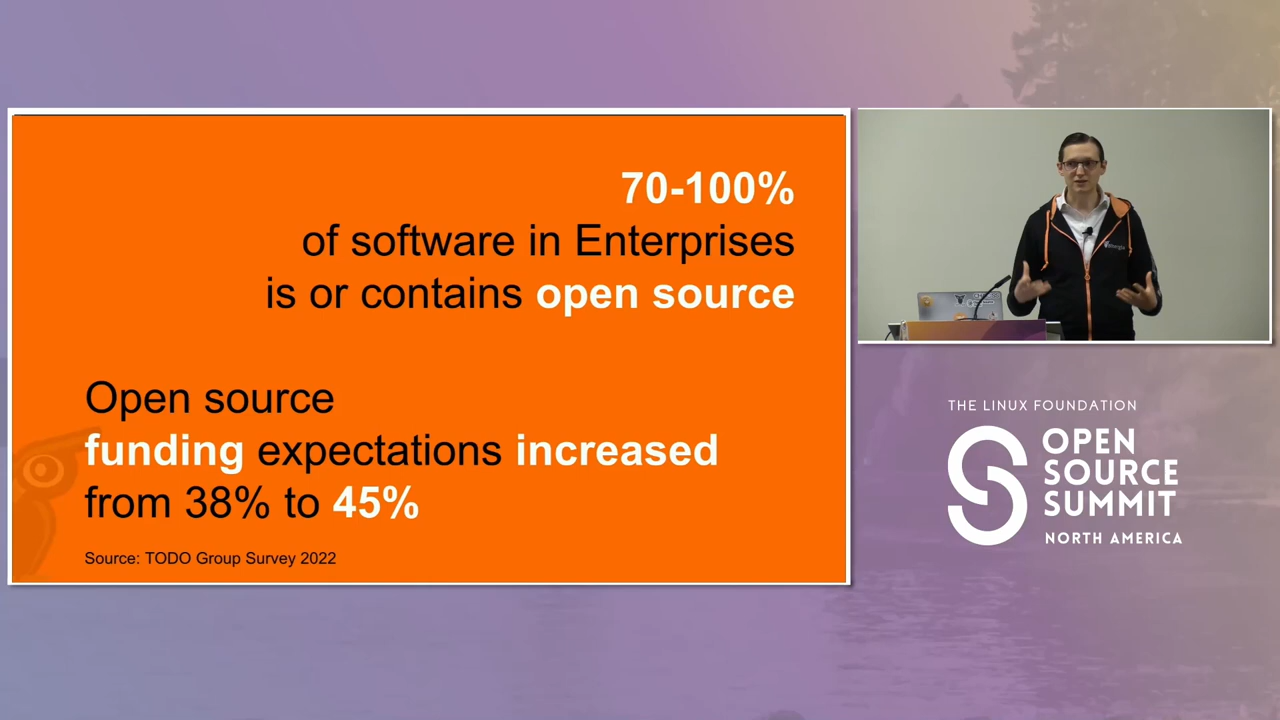 70-100%
of software in Enterprises
is or contains open source
Open source
funding expectations increased
from 38% to 45%
Source: TODO Group Survey 2022
THE LINUX FOUNDATION
OPEN
SOURCE
SUMMIT
NORTH AMERICA